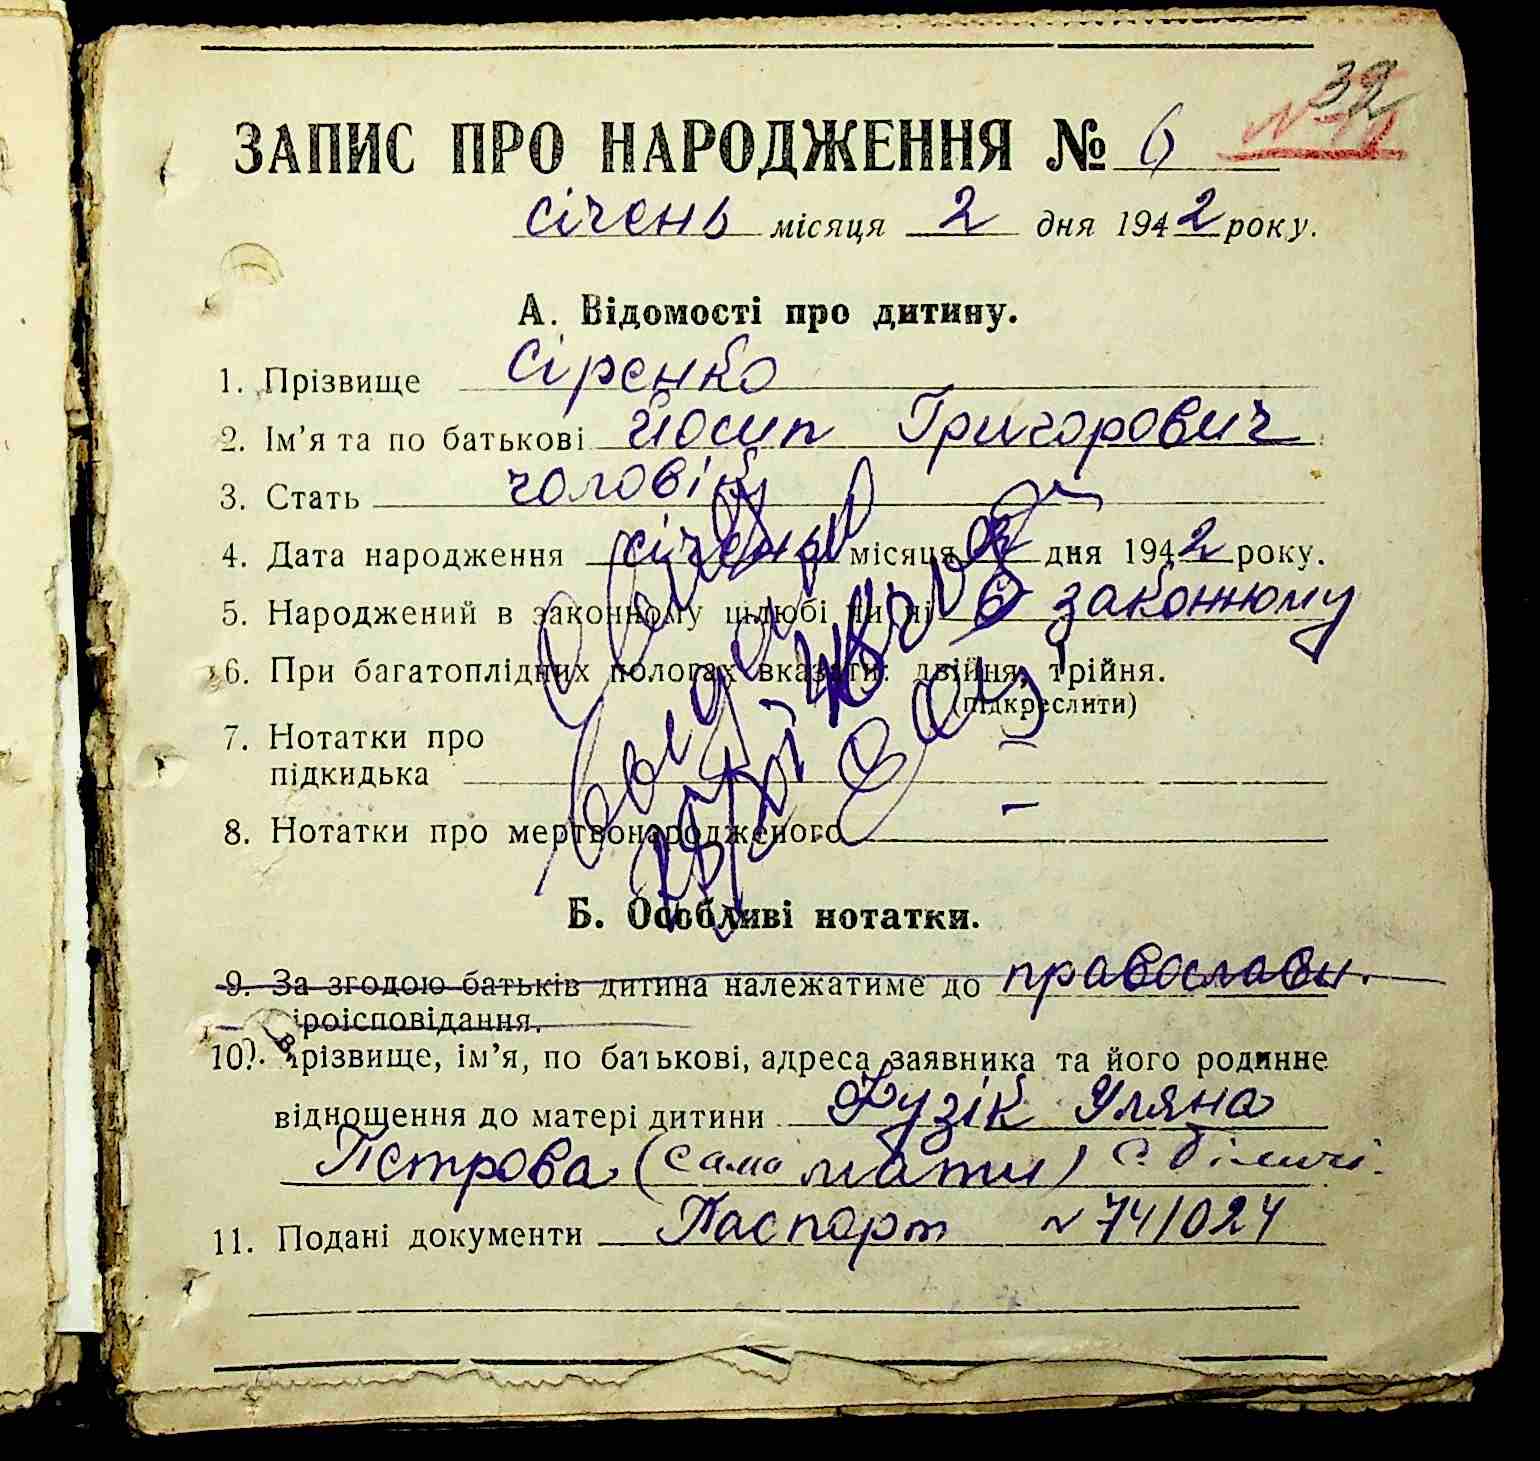 32
ЗАПИС ПРО НАРОДЖЕННЯ № 6
січень місяця 2 дня 1942 року.
А. Відомості про дитину.
1. Прізвище Сіренко
2. Ім'я та по батькові Йосип Григорович
3. Стать чоловік
4. Дата народження січень місяця 2 дня 1942 року.
5. Народжений в законному шлюбі чи ні в законному
6. При багатоплідних пологах вказати: двійня, трійня.
(підкреслити)
7. Нотатки про
підкидька —
8. Нотатки про мертвонародженого —
Б. Особливі нотатки.
9. За згодою батьків дитина належатиме до православн.
віроісповідання.
10. Прізвище, ім'я, по батькові, адреса заявника та його родинне
відношення до матері дитини Фузік Уляна
Петрова (сама мати) с. Біличі.
11. Подані документи Паспорт № 741024